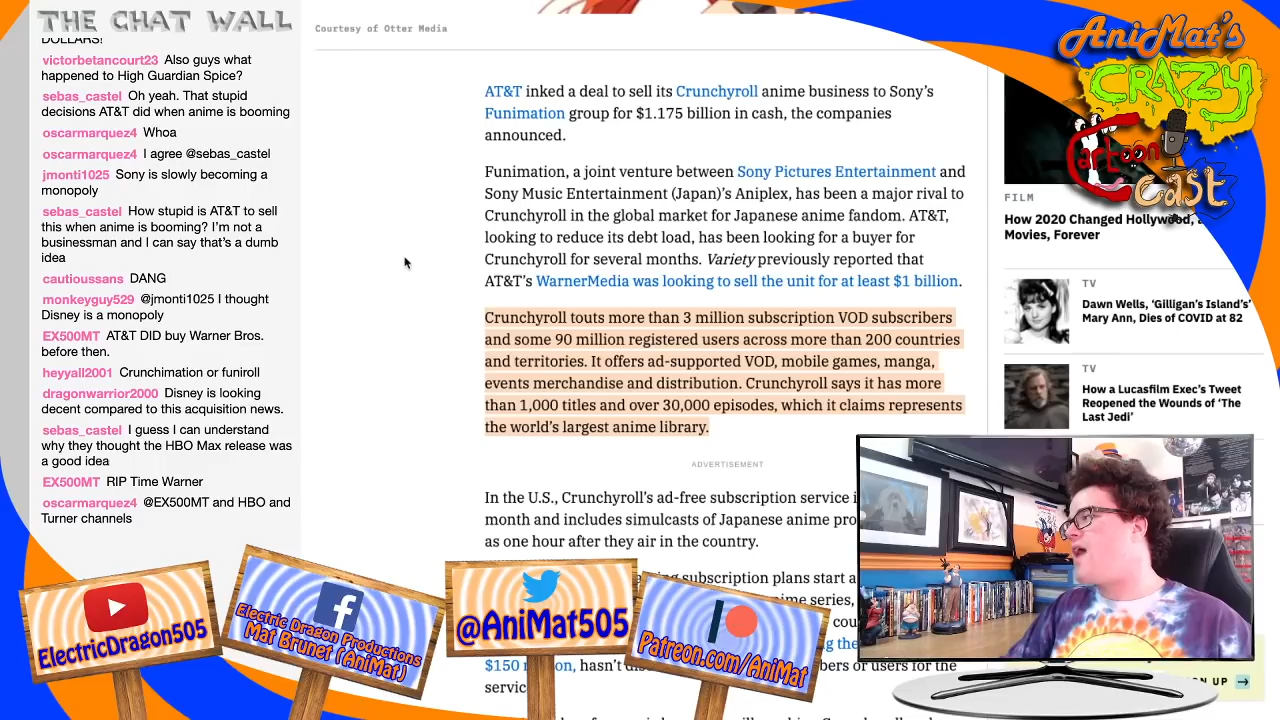 THE CHAT WALL
DOLLARS!
victorbetancourt23 Also guys what
happened to High Guardian Spice?
sebas_castel Oh yeah. That stupid
decisions AT&T did when anime is booming
oscarmarquez4 Whoa
oscarmarquez4 I agree @sebas_castel
jmonti1025 Sony is slowly becoming a
monopoly
sebas_castel How stupid is AT&T to sell
this when anime is booming? I'm not a
businessman and I can say that's a dumb
idea
cautioussans DANG
monkeyguy529 @jmonti1025 I thought
Disney is a monopoly
EX500MT AT&T DID buy Warner Bros.
before then.
heyyall2001 Crunchimation or funiroll
dragonwarrior2000 Disney is looking
decent compared to this acquisition news.
sebas_castel I guess I can understand
why they thought the HBO Max release was
a good idea
EX500MT RIP Time Warner
oscarmarquez4 @EX500MT and HBO and
Turner channels
Courtesy of Otter Media
AT&T inked a deal to sell its Crunchyroll anime business to Sony's
Funimation group for $1.175 billion in cash, the companies
announced.
Funimation, a joint venture between Sony Pictures Entertainment and
Sony Music Entertainment (Japan)'s Aniplex, has been a major rival to
Crunchyroll in the global market for Japanese anime fandom. AT&T,
looking to reduce its debt load, has been looking for a buyer for
Crunchyroll for several months. Variety previously reported that
AT&T's WarnerMedia was looking to sell the unit for at least $1 billion.
Crunchyroll touts more than 3 million subscription VOD subscribers
and some 90 million registered users across more than 200 countries
and territories. It offers ad-supported VOD, mobile games, manga,
events merchandise and distribution. Crunchyroll says it has more
than 1,000 titles and over 30,000 episodes, which it claims represents
the world's largest anime library.
ADVERTISEMENT
In the U.S., Crunchyroll's ad-free subscription service
month and includes simulcasts of Japanese anime
as one hour after they air in the country.
subscription plans start
series,
$150
bers or users for the
AniMat's
CRAZY
Cartoon
Cast
FILM
How 2020 Changed Hollywood,
Movies, Forever
TV
Dawn Wells, 'Gilligan's Island's'
Mary Ann, Dies of COVID at 82
TV
How a Lucasfilm Exec's Tweet
Reopened the Wounds of 'The
Last Jedi'
ElectricDragon505
Electric Dragon Productions
Mat Brunet (AniMat)
@AniMat505
Patreon.com/AniMat